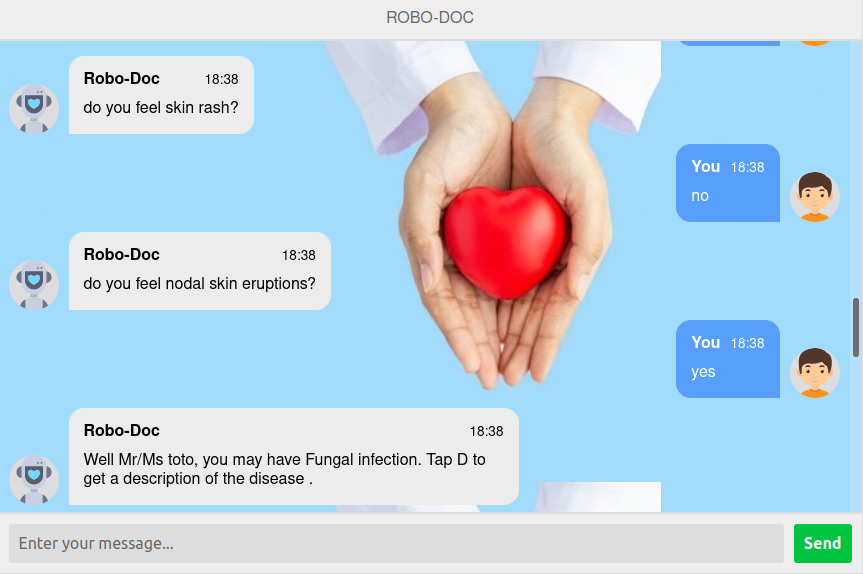 ROBO-DOC
Robo-Doc 18:38
do you feel skin rash?
You 18:38
no
Robo-Doc 18:38
do you feel nodal skin eruptions?
You 18:38
yes
Robo-Doc 18:38
Well Mr/Ms toto, you may have Fungal infection. Tap D to
get a description of the disease .
Enter your message...
Send